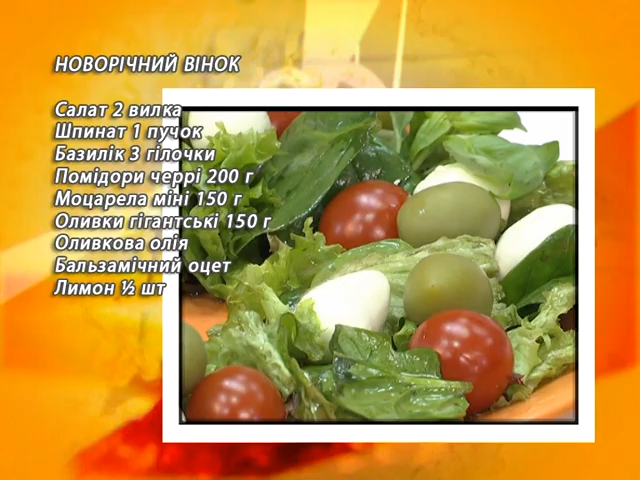 НОВОРІЧНИЙ ВІНОК
Салат 2 вилка
Шпинат 1 пучок
Базилік 3 гілочки
Помідори черрі 200 г
Моцарела міні 150 г
Оливки гігантські 150 г
Оливкова олія
Бальзамічний оцет
Лимон ½ шт